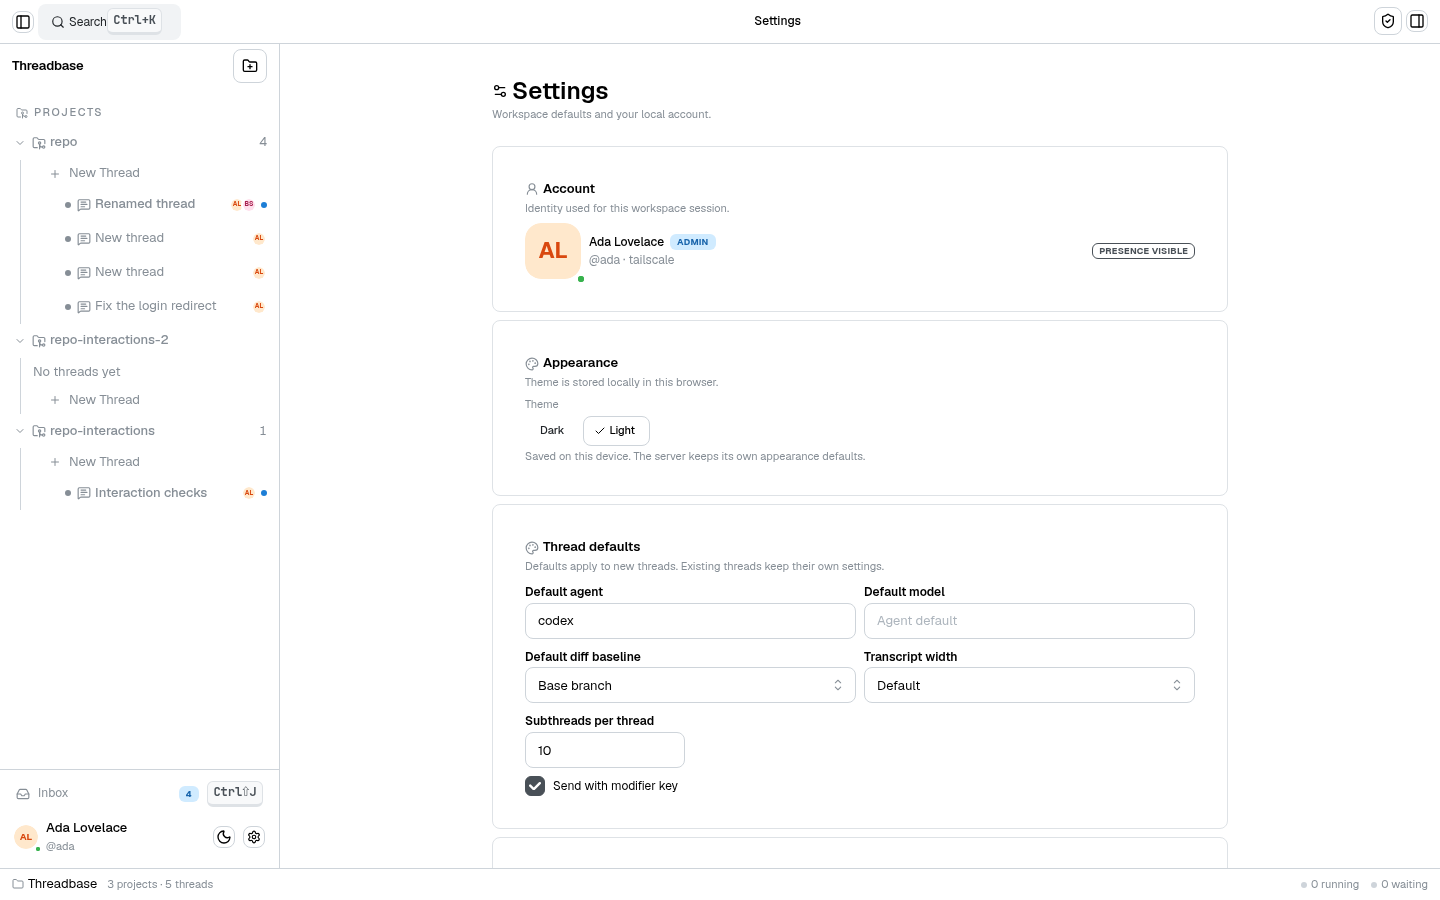 Search Ctrl+K
Settings
Threadbase
PROJECTS
repo 4
New Thread
Renamed thread AL BS
New thread AL
New thread AL
Fix the login redirect AL
repo-interactions-2
No threads yet
New Thread
repo-interactions 1
New Thread
Interaction checks AL
Inbox 4 Ctrl⇧J
AL Ada Lovelace
@ada
Settings
Workspace defaults and your local account.
Account
Identity used for this workspace session.
AL
Ada Lovelace ADMIN
@ada · tailscale
PRESENCE VISIBLE
Appearance
Theme is stored locally in this browser.
Theme
Dark Light
Saved on this device. The server keeps its own appearance defaults.
Thread defaults
Defaults apply to new threads. Existing threads keep their own settings.
Default agent Default model
codex Agent default
Default diff baseline Transcript width
Base branch Default
Subthreads per thread
10
Send with modifier key
Threadbase 3 projects · 5 threads
0 running 0 waiting